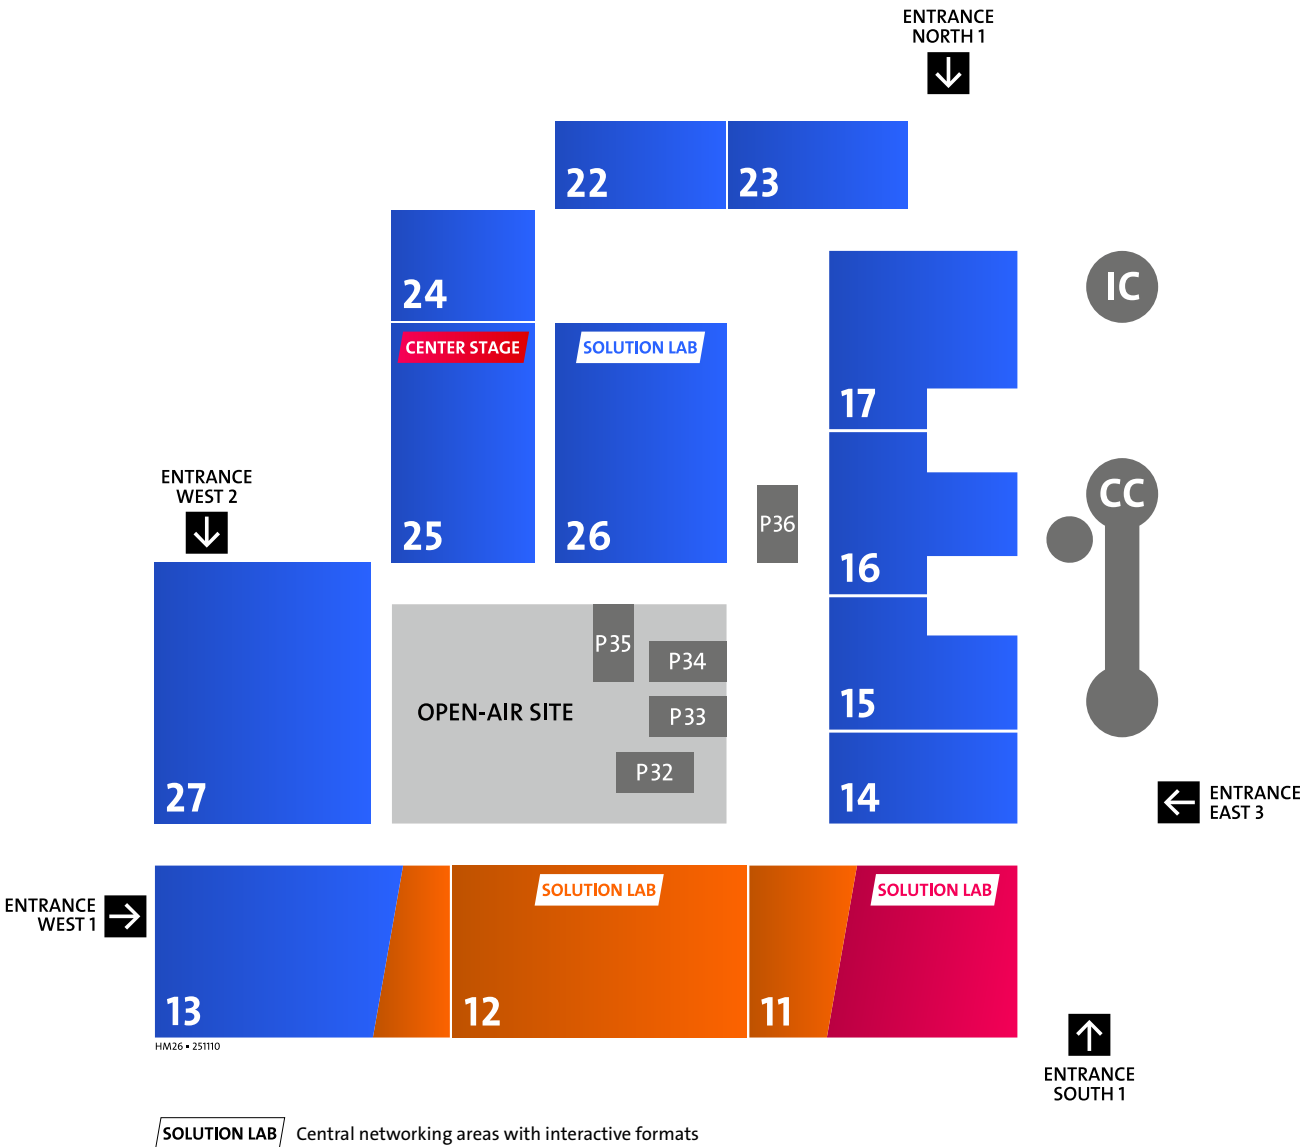 ENTRANCE
NORTH 1
22
23
24
IC
CENTER STAGE
SOLUTION LAB
17
ENTRANCE
WEST 2
CC
25
26
P36
16
P35
P34
OPEN-AIR SITE
P33
15
P32
27
14
ENTRANCE
EAST 3
ENTRANCE
WEST 1
SOLUTION LAB
SOLUTION LAB
13
12
11
HM26 ▪ 251110
ENTRANCE
SOUTH 1
SOLUTION LAB Central networking areas with interactive formats